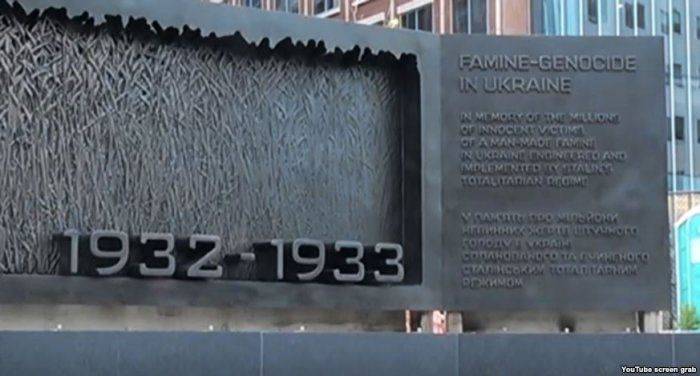 1932-1933
FAMINE-GENOCIDE
IN UKRAINE
IN MEMORY OF THE MILLIONS
OF INNOCENT VICTIMS
OF A MAN-MADE FAMINE
IN UKRAINE ENGINEERED AND
IMPLEMENTED BY STALIN'S
TOTALITARIAN REGIME
У ПАМ'ЯТЬ ПРО МІЛЬЙОНИ
НЕВИННИХ ЖЕРТВ ШТУЧНОГО
ГОЛОДУ В УКРАЇНІ
СПЛАНОВАНОГО ТА ВЧИНЕНОГО
СТАЛІНСЬКИМ ТОТАЛІТАРНИМ
РЕЖИМОМ
YouTube screen grab